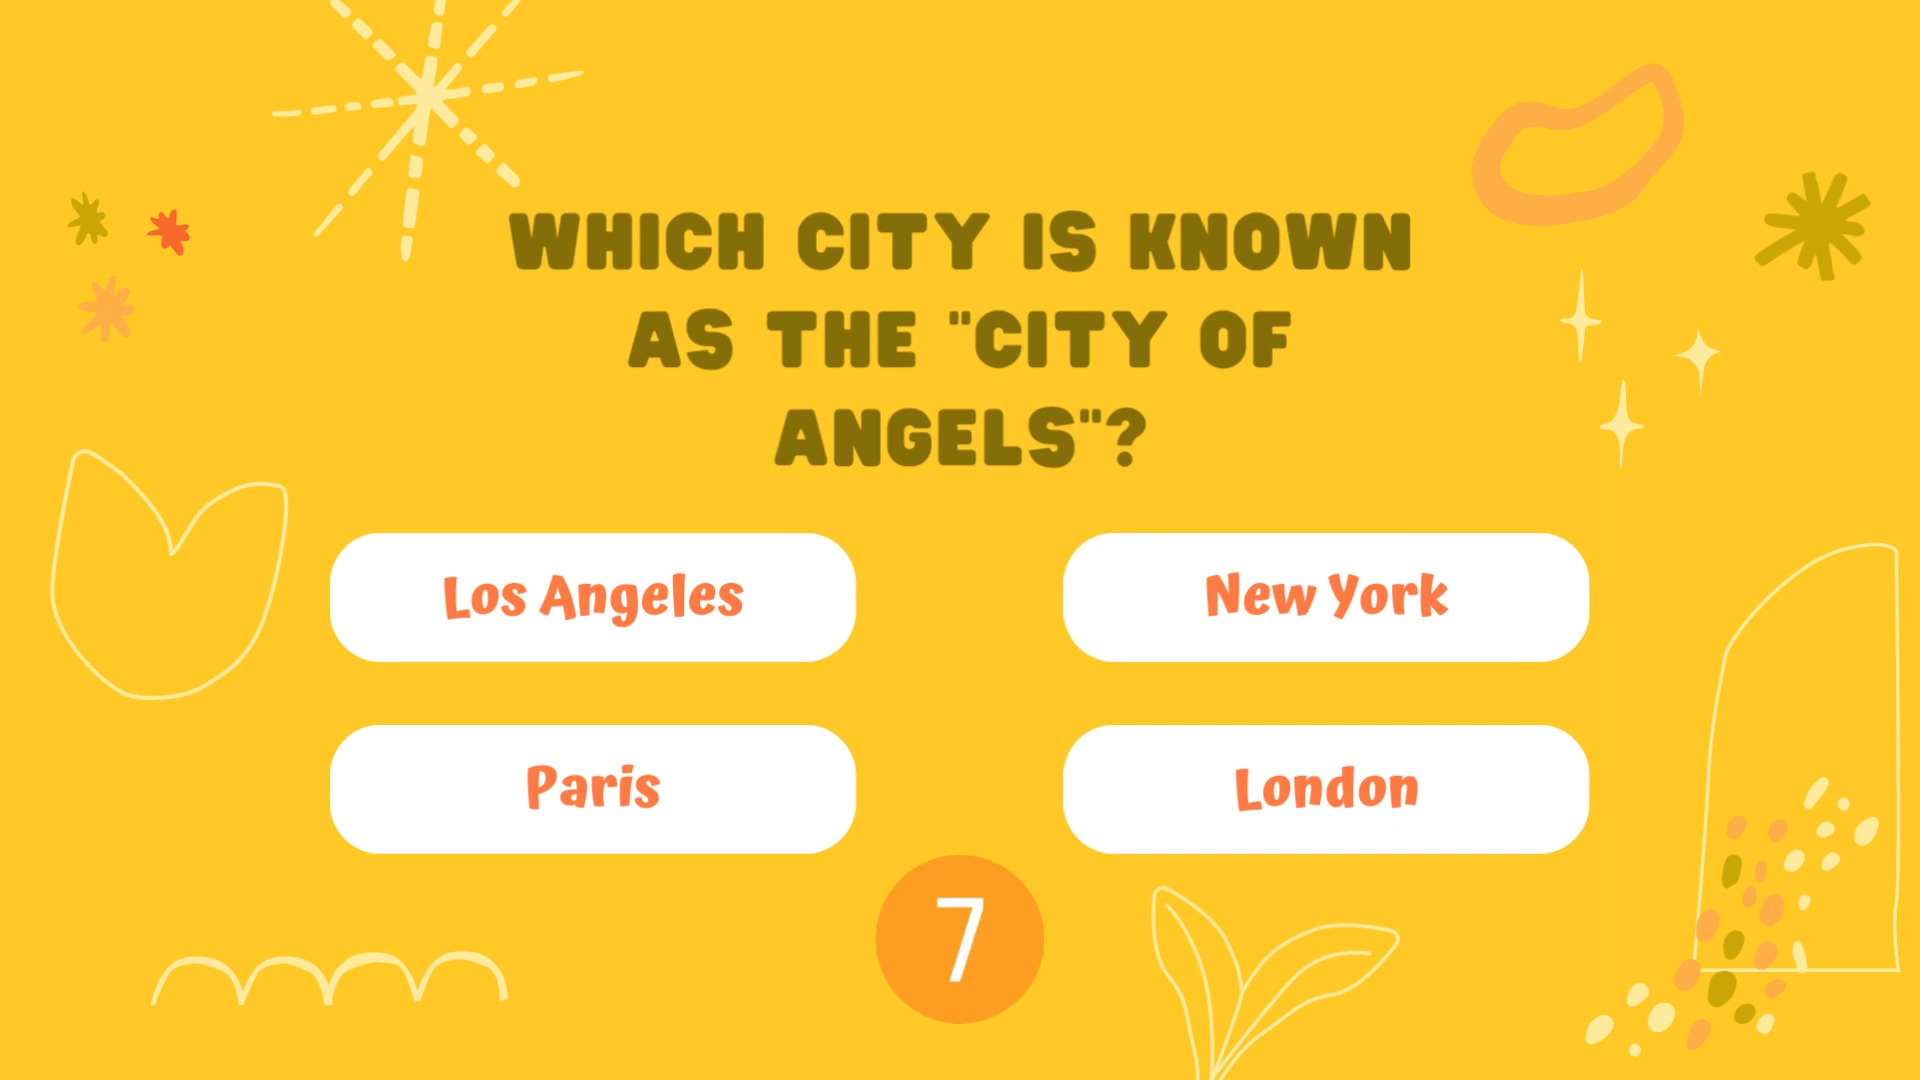 WHICH CITY IS KNOWN
AS THE "CITY OF
ANGELS"?
Los Angeles
New York
Paris
London
7